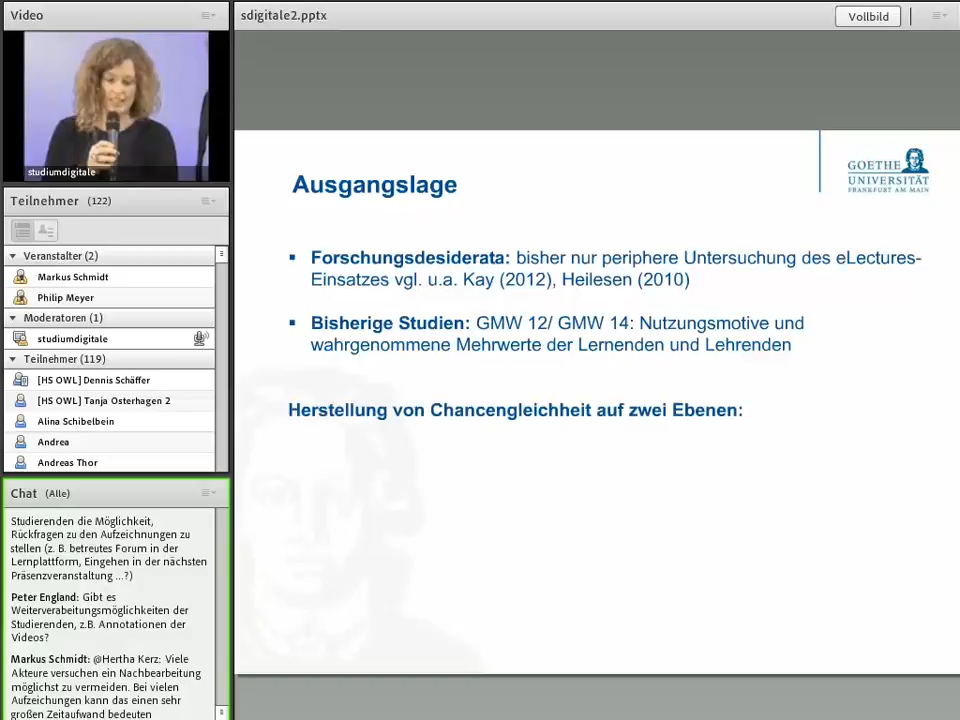 Video
sdigitale2.pptx
Vollbild
studiumdigitale
Teilnehmer (122)
Veranstalter (2)
Markus Schmidt
Philip Meyer
Moderatoren (1)
studiumdigitale
Teilnehmer (119)
[HS OWL] Dennis Schäffer
[HS OWL] Tanja Osterhagen 2
Alina Schibelbein
Andrea
Andreas Thor
Chat (Alle)
Studierenden die Möglichkeit,
Rückfragen zu den Aufzeichnungen zu
stellen (z. B. betreutes Forum in der
Lernplattform, Eingehen in der nächsten
Präsenzveranstaltung ...?)
Peter England: Gibt es
Weiterverabeitungsmöglichkeiten der
Studierenden, z.B. Annotationen der
Videos?
Markus Schmidt: @Hertha Kerz: Viele
Akteure versuchen ein Nachbearbeitung
möglichst zu vermeiden. Bei vielen
Aufzeichungen kann das einen sehr
großen Zeitaufwand bedeuten
GOETHE
UNIVERSITÄT
FRANKFURT AM MAIN
Ausgangslage
▪ Forschungsdesiderata: bisher nur periphere Untersuchung des eLectures-
Einsatzes vgl. u.a. Kay (2012), Heilesen (2010)
▪ Bisherige Studien: GMW 12/ GMW 14: Nutzungsmotive und
wahrgenommene Mehrwerte der Lernenden und Lehrenden
Herstellung von Chancengleichheit auf zwei Ebenen: